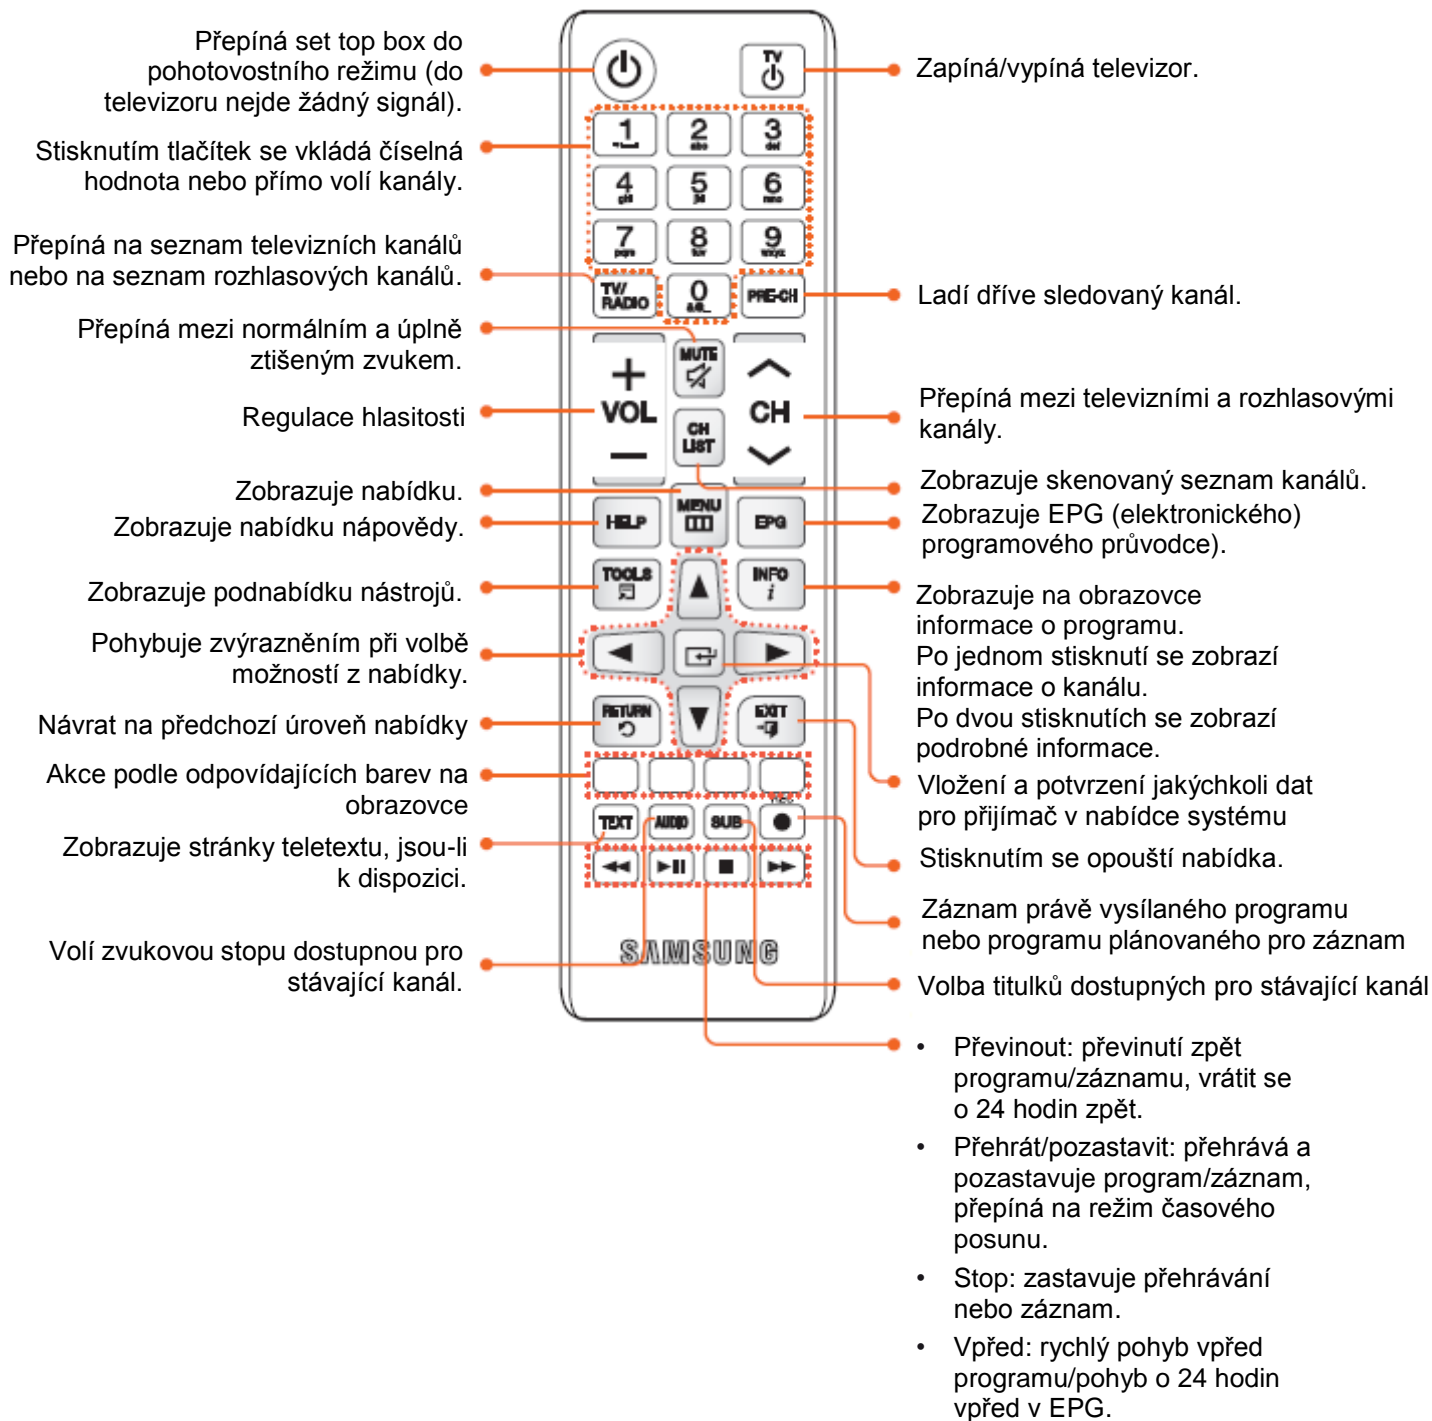 Přepíná set top box do
pohotovostního režimu (do
televizoru nejde žádný signál).
Stisknutím tlačítek se vkládá číselná
hodnota nebo přímo volí kanály.
Přepíná na seznam televizních kanálů
nebo na seznam rozhlasových kanálů.
Přepíná mezi normálním a úplně
ztišeným zvukem.
Regulace hlasitosti
Zobrazuje nabídku.
Zobrazuje nabídku nápovědy.
Zobrazuje podnabídku nástrojů.
Pohybuje zvýrazněním při volbě
možností z nabídky.
Návrat na předchozí úroveň nabídky
Akce podle odpovídajících barev na
obrazovce
Zobrazuje stránky teletextu, jsou-li
k dispozici.
Volí zvukovou stopu dostupnou pro
stávající kanál.
TV
1
2
abc
3
def
4
ghi
5
jkl
6
mno
7
pqrs
8
tuv
9
wxyz
TV/
RADIO
0
PRE-CH
+
VOL
—
MUTE
CH
LIST
CH
HELP
MENU
EPG
TOOLS
INFO
i
RETURN
EXIT
TEXT
AUDIO
SUB
SAMSUNG
Zapíná/vypíná televizor.
Ladí dříve sledovaný kanál.
Přepíná mezi televizními a rozhlasovými
kanály.
Zobrazuje skenovaný seznam kanálů.
Zobrazuje EPG (elektronického)
programového průvodce).
Zobrazuje na obrazovce
informace o programu.
Po jednom stisknutí se zobrazí
informace o kanálu.
Po dvou stisknutích se zobrazí
podrobné informace.
Vložení a potvrzení jakýchkoli dat
pro přijímač v nabídce systému
Stisknutím se opouští nabídka.
Záznam právě vysílaného programu
nebo programu plánovaného pro záznam
Volba titulků dostupných pro stávající kanál
• Převinout: převinutí zpět
programu/záznamu, vrátit se
o 24 hodin zpět.
• Přehrát/pozastavit: přehrává a
pozastavuje program/záznam,
přepíná na režim časového
posunu.
• Stop: zastavuje přehrávání
nebo záznam.
• Vpřed: rychlý pohyb vpřed
programu/pohyb o 24 hodin
vpřed v EPG.